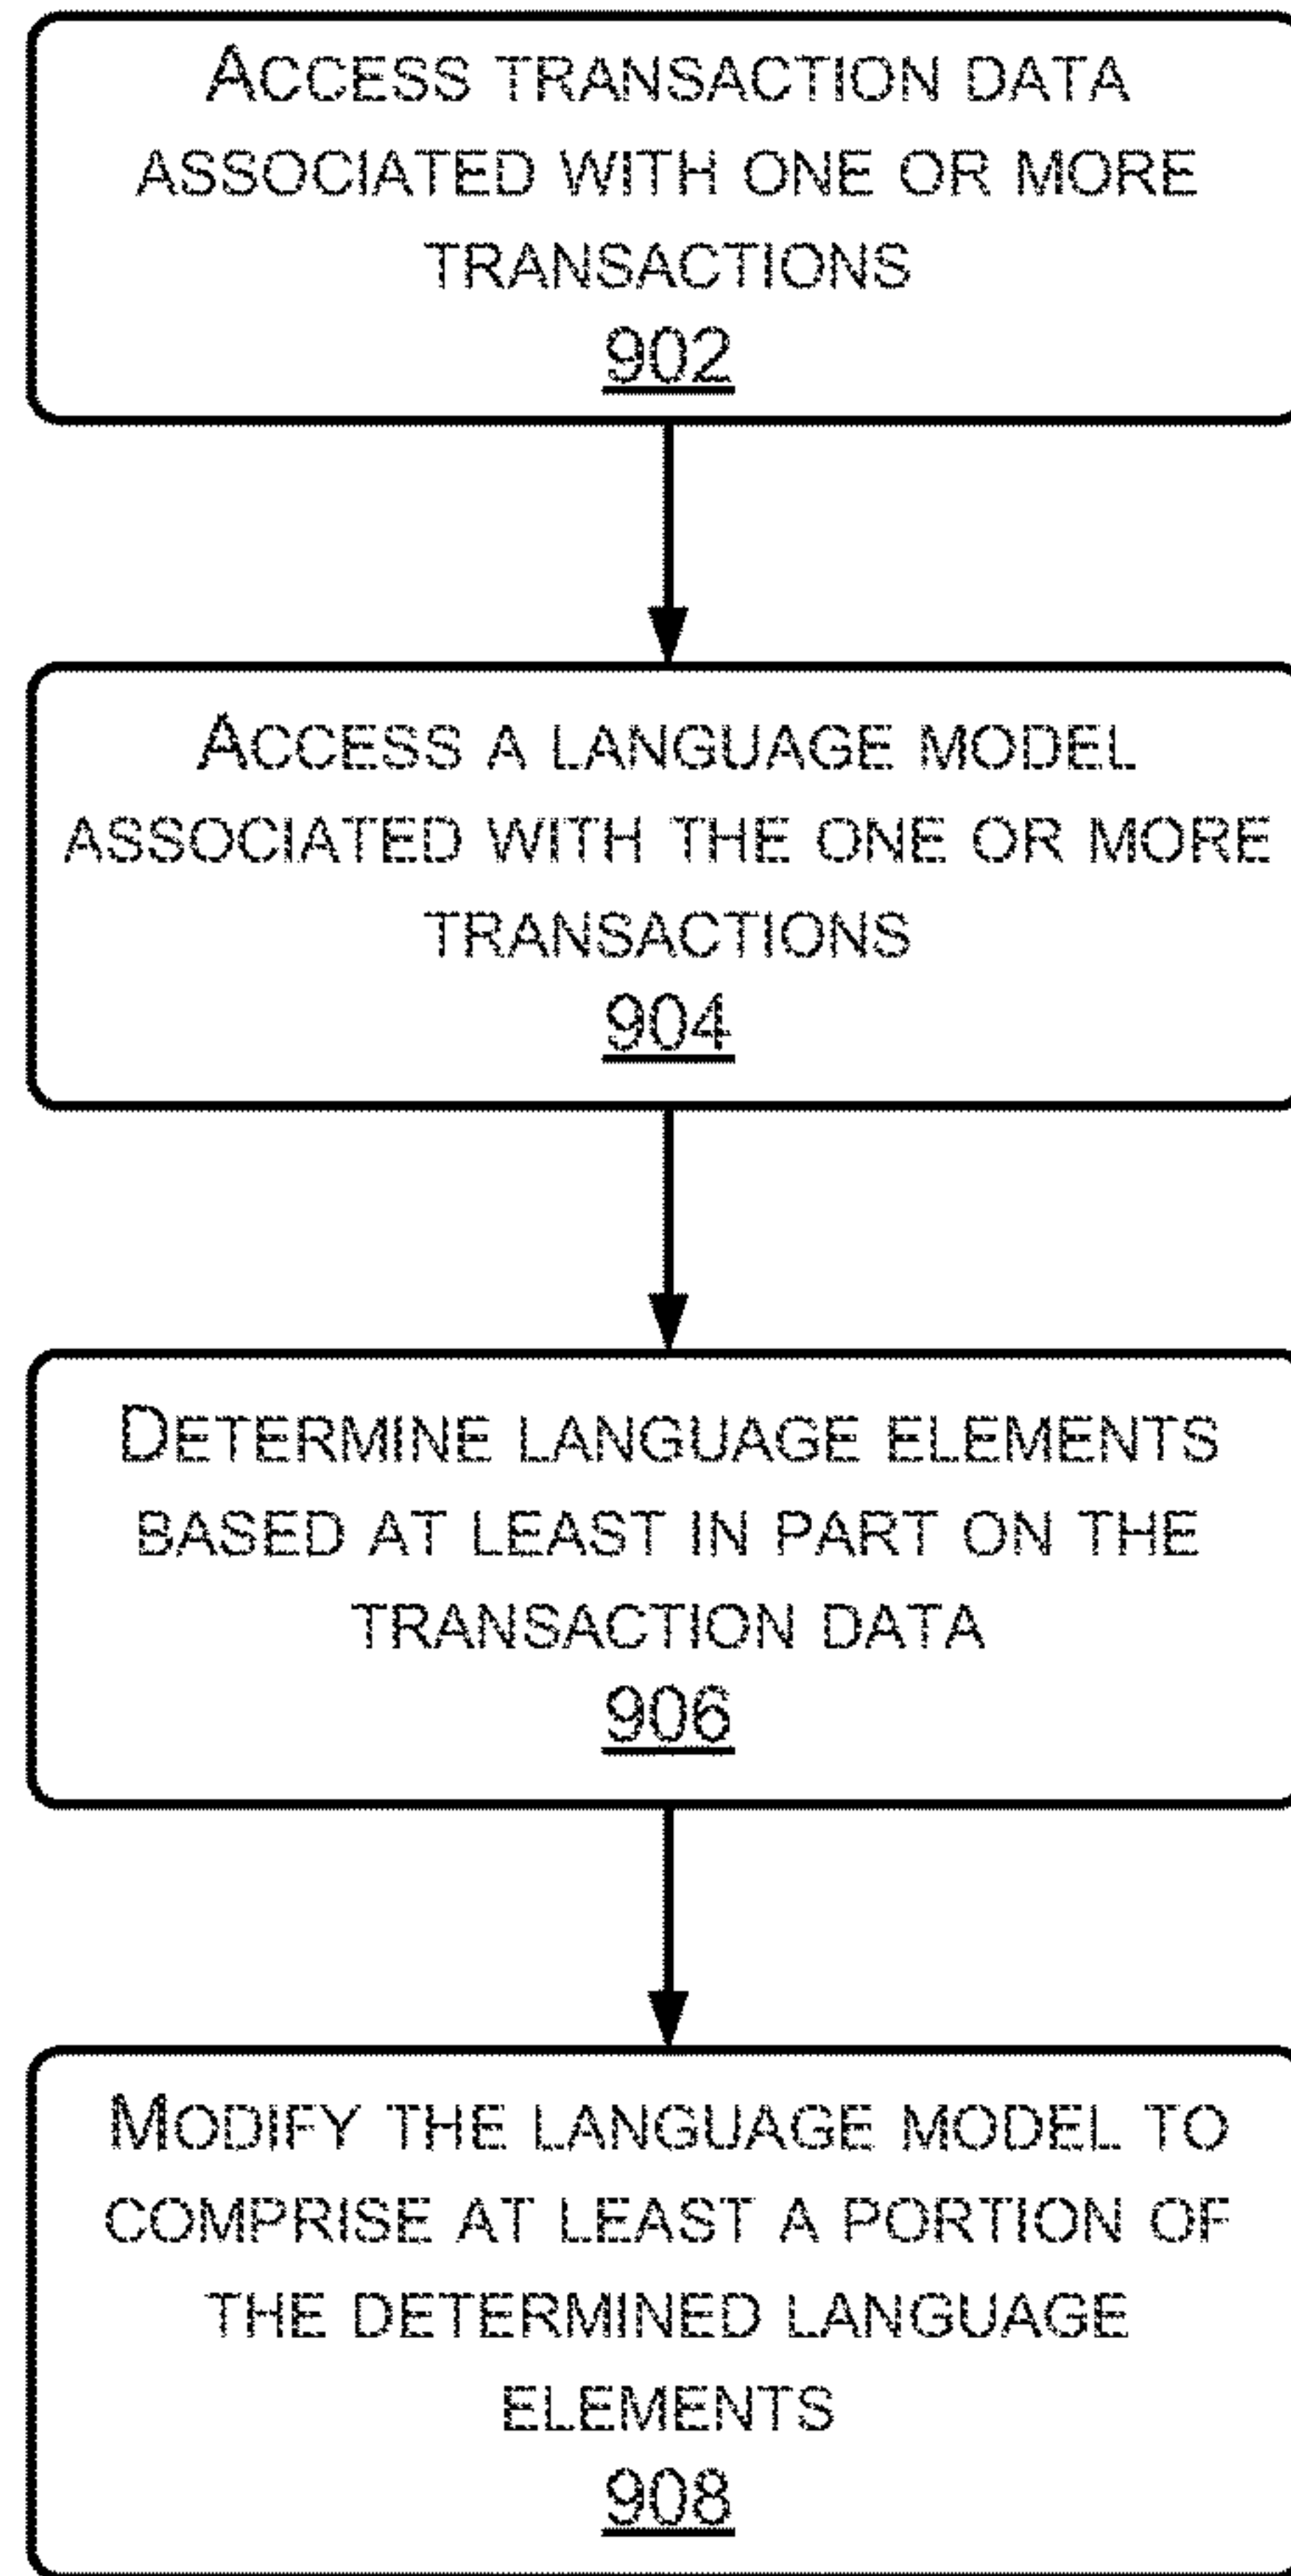 ACCESS TRANSACTION DATA
ASSOCIATED WITH ONE OR MORE
TRANSACTIONS
902
ACCESS A LANGUAGE MODEL
ASSOCIATED WITH THE ONE OR MORE
TRANSACTIONS
904
DETERMINE LANGUAGE ELEMENTS
BASED AT LEAST IN PART ON THE
TRANSACTION DATA
906
MODIFY THE LANGUAGE MODEL TO
COMPRISE AT LEAST A PORTION OF
THE DETERMINED LANGUAGE
ELEMENTS
908